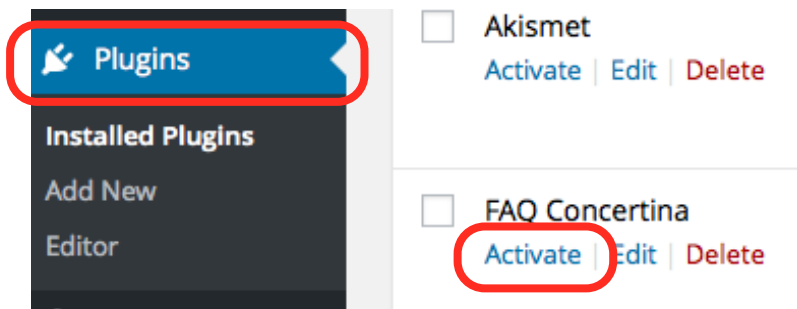 Plugins
Installed Plugins
Add New
Editor
Akismet
Activate | Edit | Delete
FAQ Concertina
Activate | Edit | Delete